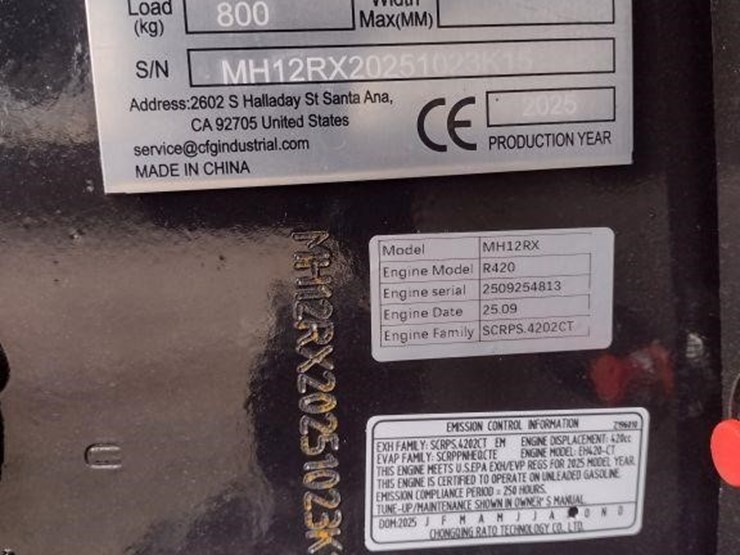 Load
(kg)
800
Width
Max(MM)
S/N
MH12RX20251023K15
Address:2602 S Halladay St Santa Ana,
CA 92705 United States
service@cfgindustrial.com
MADE IN CHINA
CE
2025
PRODUCTION YEAR
MH12RX20251023K
Model MH12RX
Engine Model R420
Engine serial 2509254813
Engine Date 25.09
Engine Family SCRPS.4202CT
EMISSION CONTROL INFORMATION
EXH FAMILY: SCRPS.4202CT EM ENGINE DISPLACEMENT: 420cc
EVAP FAMILY: SCRPPNHEQCTE ENGINE MODEL: EH420-CT
THIS ENGINE MEETS U.S.EPA EXH/EVP REGS FOR 2025 MODEL YEAR.
THIS ENGINE IS CERTIFIED TO OPERATE ON UNLEADED GASOLINE.
EMISSION COMPLIANCE PERIOD = 250 HOURS.
TUNE-UP/MAINTENANCE SHOWN IN OWNER' S MANUAL.
DOM:2025 J F M A M J J A O N D
CHONGQING RATO TECHNOLOGY CO., LTD.